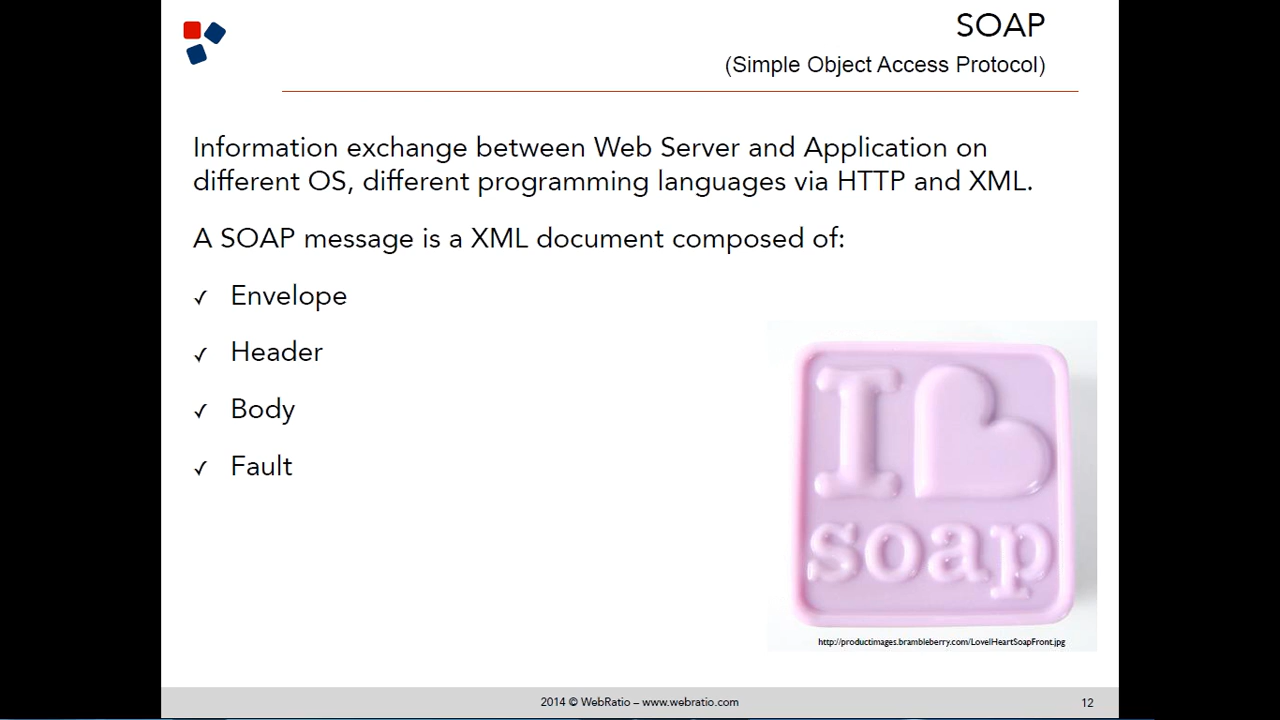 SOAP
(Simple Object Access Protocol)
Information exchange between Web Server and Application on
different OS, different programming languages via HTTP and XML.
A SOAP message is a XML document composed of:
✓ Envelope
✓ Header
✓ Body
✓ Fault
I
soap
http://productimages.brambleberry.com/LoveIHeartSoapFront.jpg
2014 © WebRatio – www.webratio.com
12